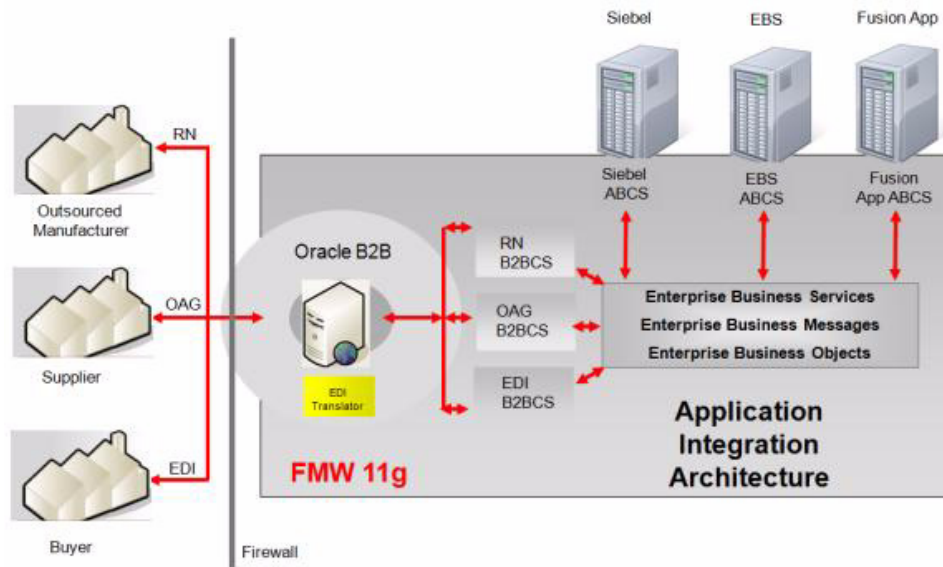 Siebel
EBS
Fusion App
RN
Outsourced
Manufacturer
OAG
Supplier
EDI
Buyer
Firewall
Oracle B2B
EDI
Translator
FMW 11g
RN
B2BCS
OAG
B2BCS
EDI
B2BCS
Siebel
ABCS
EBS
ABCS
Fusion
App ABCS
Enterprise Business Services
Enterprise Business Messages
Enterprise Business Objects
Application
Integration
Architecture